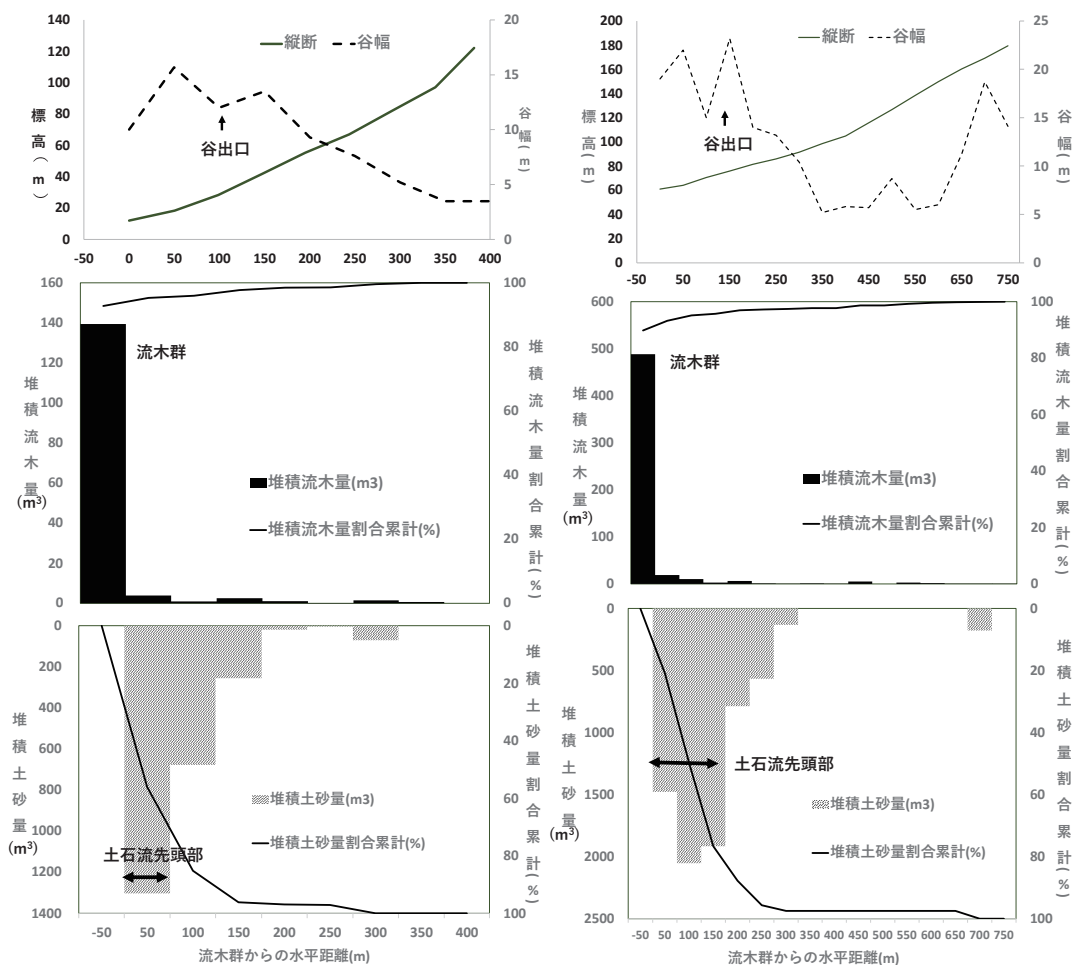 縦断 谷幅
谷出口
標高(m)
谷幅(m)
140
120
100
80
60
40
20
0
20
15
10
5
0
-50 0 50 100 150 200 250 300 350 400
縦断 谷幅
谷出口
標高(m)
谷幅(m)
200
180
160
140
120
100
80
60
40
20
0
25
20
15
10
5
0
-50 50 150 250 350 450 550 650 750
流木群
堆積流木量
(m³)
堆積流木量割合累計(%)
160
140
120
100
80
60
40
20
0
100
80
60
40
20
0
堆積流木量(m3)
堆積流木量割合累計(%)
流木群
堆積流木量
(m³)
堆積流木量割合累計(%)
600
500
400
300
200
100
0
100
80
60
40
20
0
堆積流木量(m3)
堆積流木量割合累計(%)
堆積土砂量
(m³)
堆積土砂量割合累計(%)
0
200
400
600
800
1000
1200
1400
0
20
40
60
80
100
堆積土砂量(m3)
堆積土砂量割合累計(%)
土石流先頭部
-50 50 100 150 200 250 300 350 400
流木群からの水平距離(m)
堆積土砂量
(m³)
堆積土砂量割合累計(%)
0
500
1000
1500
2000
2500
0
20
40
60
80
100
土石流先頭部
堆積土砂量(m3)
堆積土砂量割合累計(%)
-50 50 100 150 200 250 300 350 400 450 500 550 600 650 700 750
流木群からの水平距離(m)